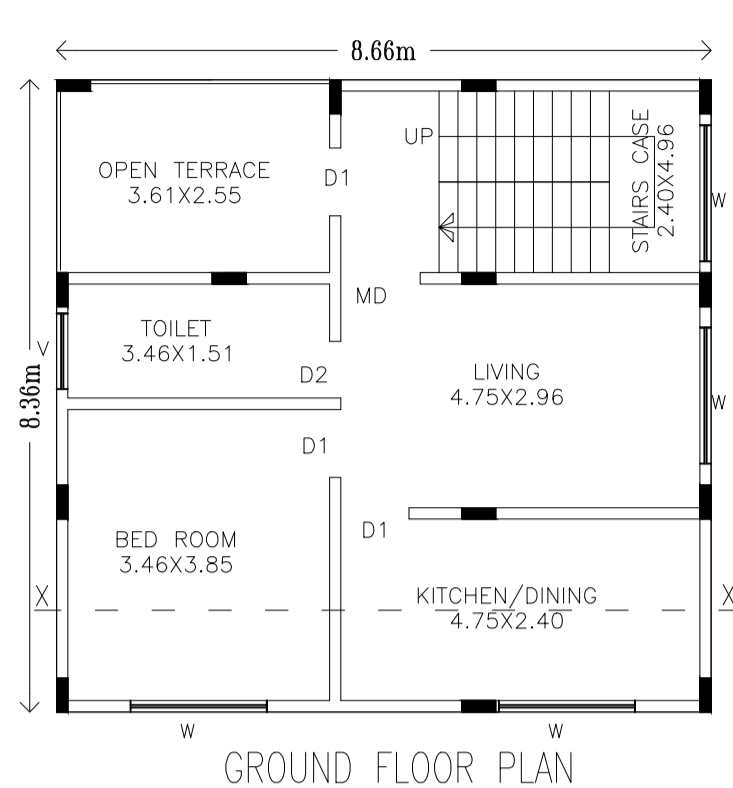 8.66m
UP
OPEN TERRACE
3.61X2.55
D1
STAIRS CASE
2.40X4.96
W
MD
TOILET
3.46X1.51
V
D2
8.36m
LIVING
4.75X2.96
W
D1
D1
BED ROOM
3.46X3.85
X
KITCHEN/DINING
4.75X2.40
X
W
W
GROUND FLOOR PLAN